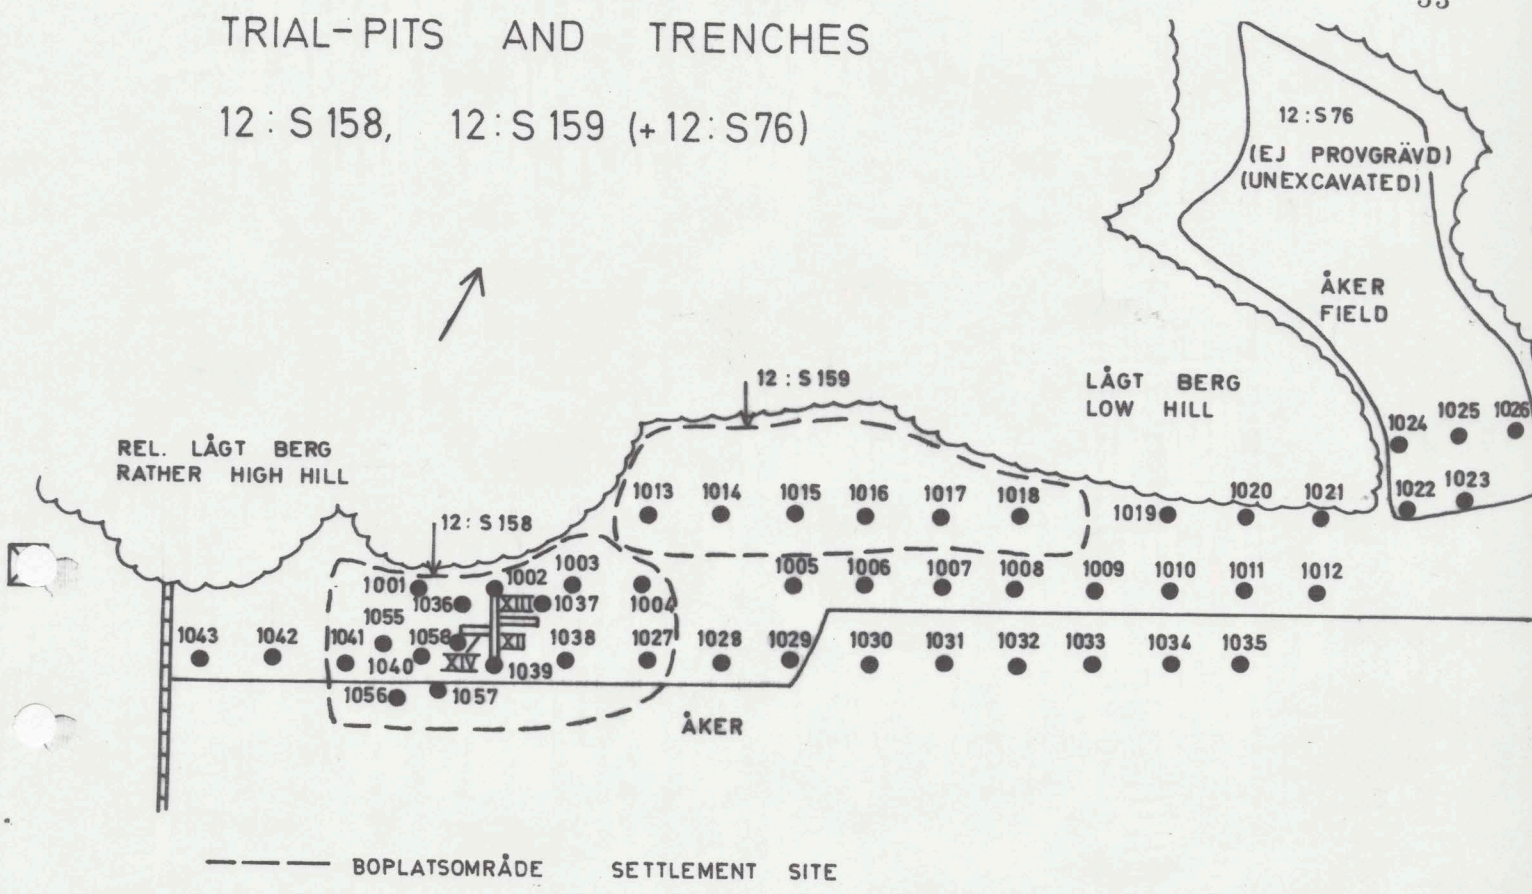 TRIAL-PITS AND TRENCHES
12 : S 158, 12 : S 159 (+ 12 : S76)
12 : S76
(EJ PROVGRÄVD)
(UNEXCAVATED)
ÅKER
FIELD
12 : S 159
LÅGT BERG
LOW HILL
1024 1025 1026
REL. LÅGT BERG
RATHER HIGH HILL
1013 1014 1015 1016 1017 1018 1019 1020 1021 1022 1023
12 : S 158
1001 1002 1003 1004 1005 1006 1007 1008 1009 1010 1011 1012
1036 XIII 1037
1055
1043 1042 1041 1058 XII 1038 1027 1028 1029 1030 1031 1032 1033 1034 1035
1040 XIV 1039
1056 1057
ÅKER
BOPLATSOMRÅDE SETTLEMENT SITE